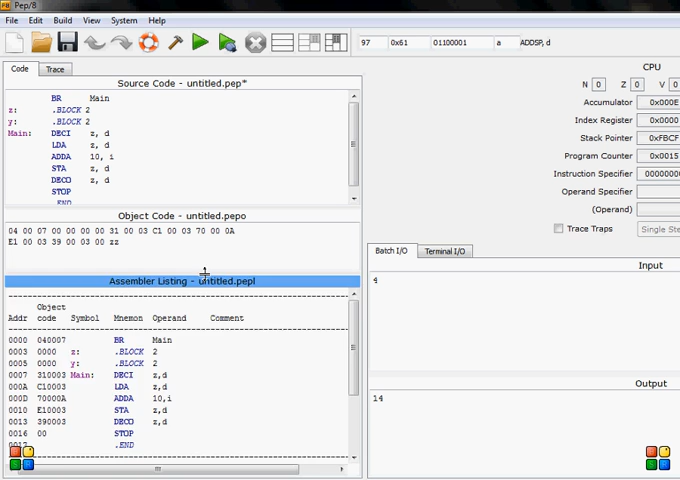 Pep/8
File Edit Build View System Help
97 0x61 01100001 a ADDSP, d
Code Trace
Source Code - untitled.pep*
BR Main
z: .BLOCK 2
y: .BLOCK 2
Main: DECI z, d
LDA z, d
ADDA 10, i
STA z, d
DECO z, d
STOP
.END
Object Code - untitled.pepo
04 00 07 00 00 00 00 31 00 03 C1 00 03 70 00 0A
E1 00 03 39 00 03 00 zz
Assembler Listing - untitled.pepl
Object
Addr code Symbol Mnemon Operand Comment
0000 040007 BR Main
0003 0000 z: .BLOCK 2
0005 0000 y: .BLOCK 2
0007 310003 Main: DECI z,d
000A C10003 LDA z,d
000D 70000A ADDA 10,i
0010 E10003 STA z,d
0013 390003 DECO z,d
0016 00 STOP
0017 .END
CPU
N 0 Z 0 V 0
Accumulator 0x000E
Index Register 0x0000
Stack Pointer 0xFBCF
Program Counter 0x0015
Instruction Specifier 0000000
Operand Specifier
(Operand)
Trace Traps Single Ste
Batch I/O Terminal I/O
Input
4
Output
14